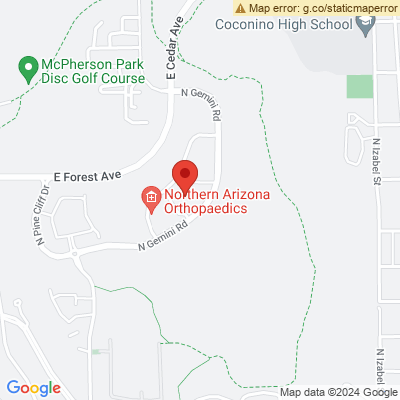 Map error: g.co/staticmaperror
Coconino High School
E Cedar Ave
McPherson Park
Disc Golf Course
N Gemini Rd
N Izabel St
E Forest Ave
N Pine Cliff Dr
Northern Arizona
Orthopaedics
N Gemini Rd
N Izabel
Google
Map data ©2024 Google